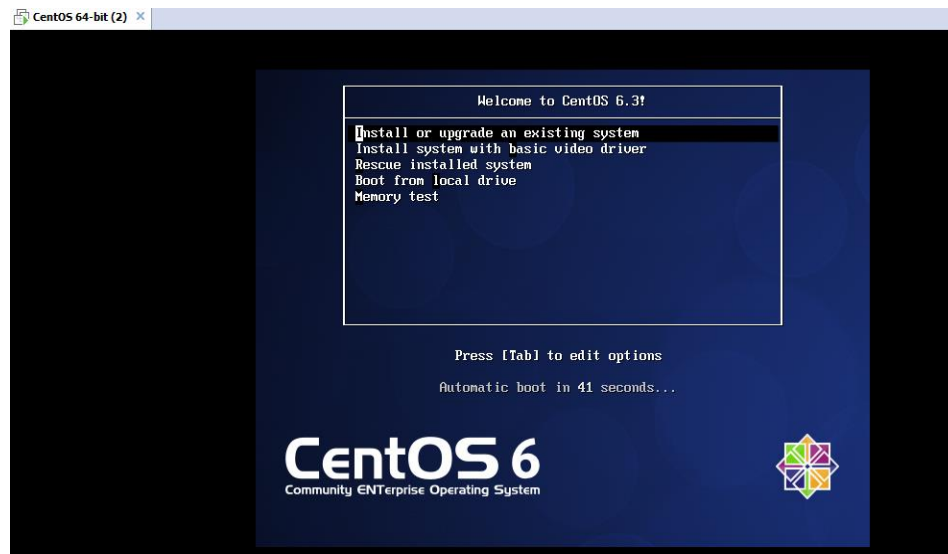 CentOS 64-bit (2) ×
Welcome to CentOS 6.3!
Install or upgrade an existing system
Install system with basic video driver
Rescue installed system
Boot from local drive
Memory test
Press [Tab] to edit options
Automatic boot in 41 seconds...
CentOS 6
Community ENTerprise Operating System